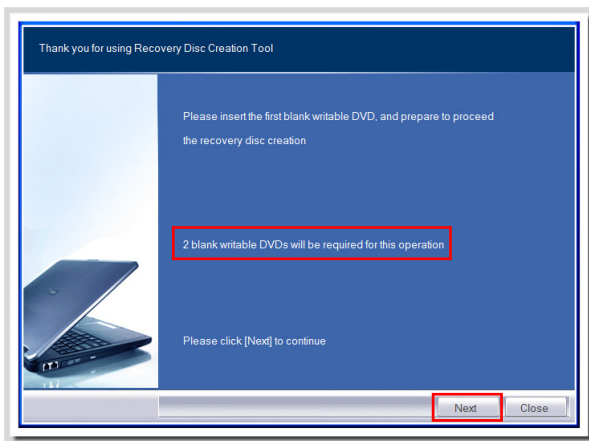 Thank you for using Recovery Disc Creation Tool
Please insert the first blank writable DVD, and prepare to proceed
the recovery disc creation
2 blank writable DVDs will be required for this operation
Please click [Next] to continue
Next
Close